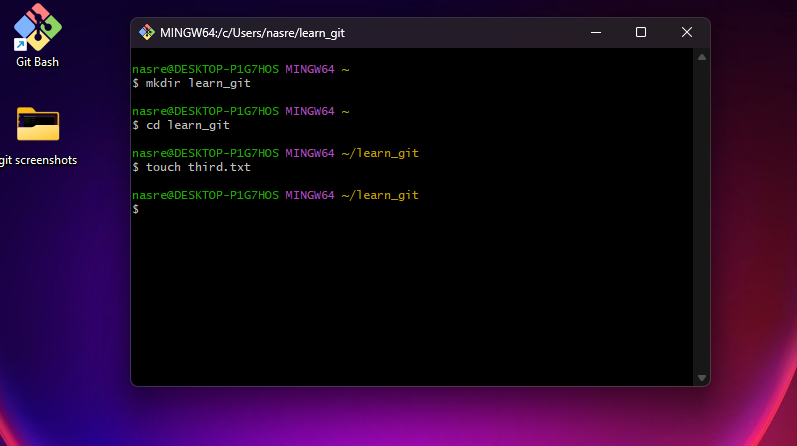 Git Bash
git screenshots
MINGW64:/c/Users/nasre/learn_git
nasre@DESKTOP-P1G7HOS MINGW64 ~
$ mkdir learn_git
nasre@DESKTOP-P1G7HOS MINGW64 ~
$ cd learn_git
nasre@DESKTOP-P1G7HOS MINGW64 ~/learn_git
$ touch third.txt
nasre@DESKTOP-P1G7HOS MINGW64 ~/learn_git
$